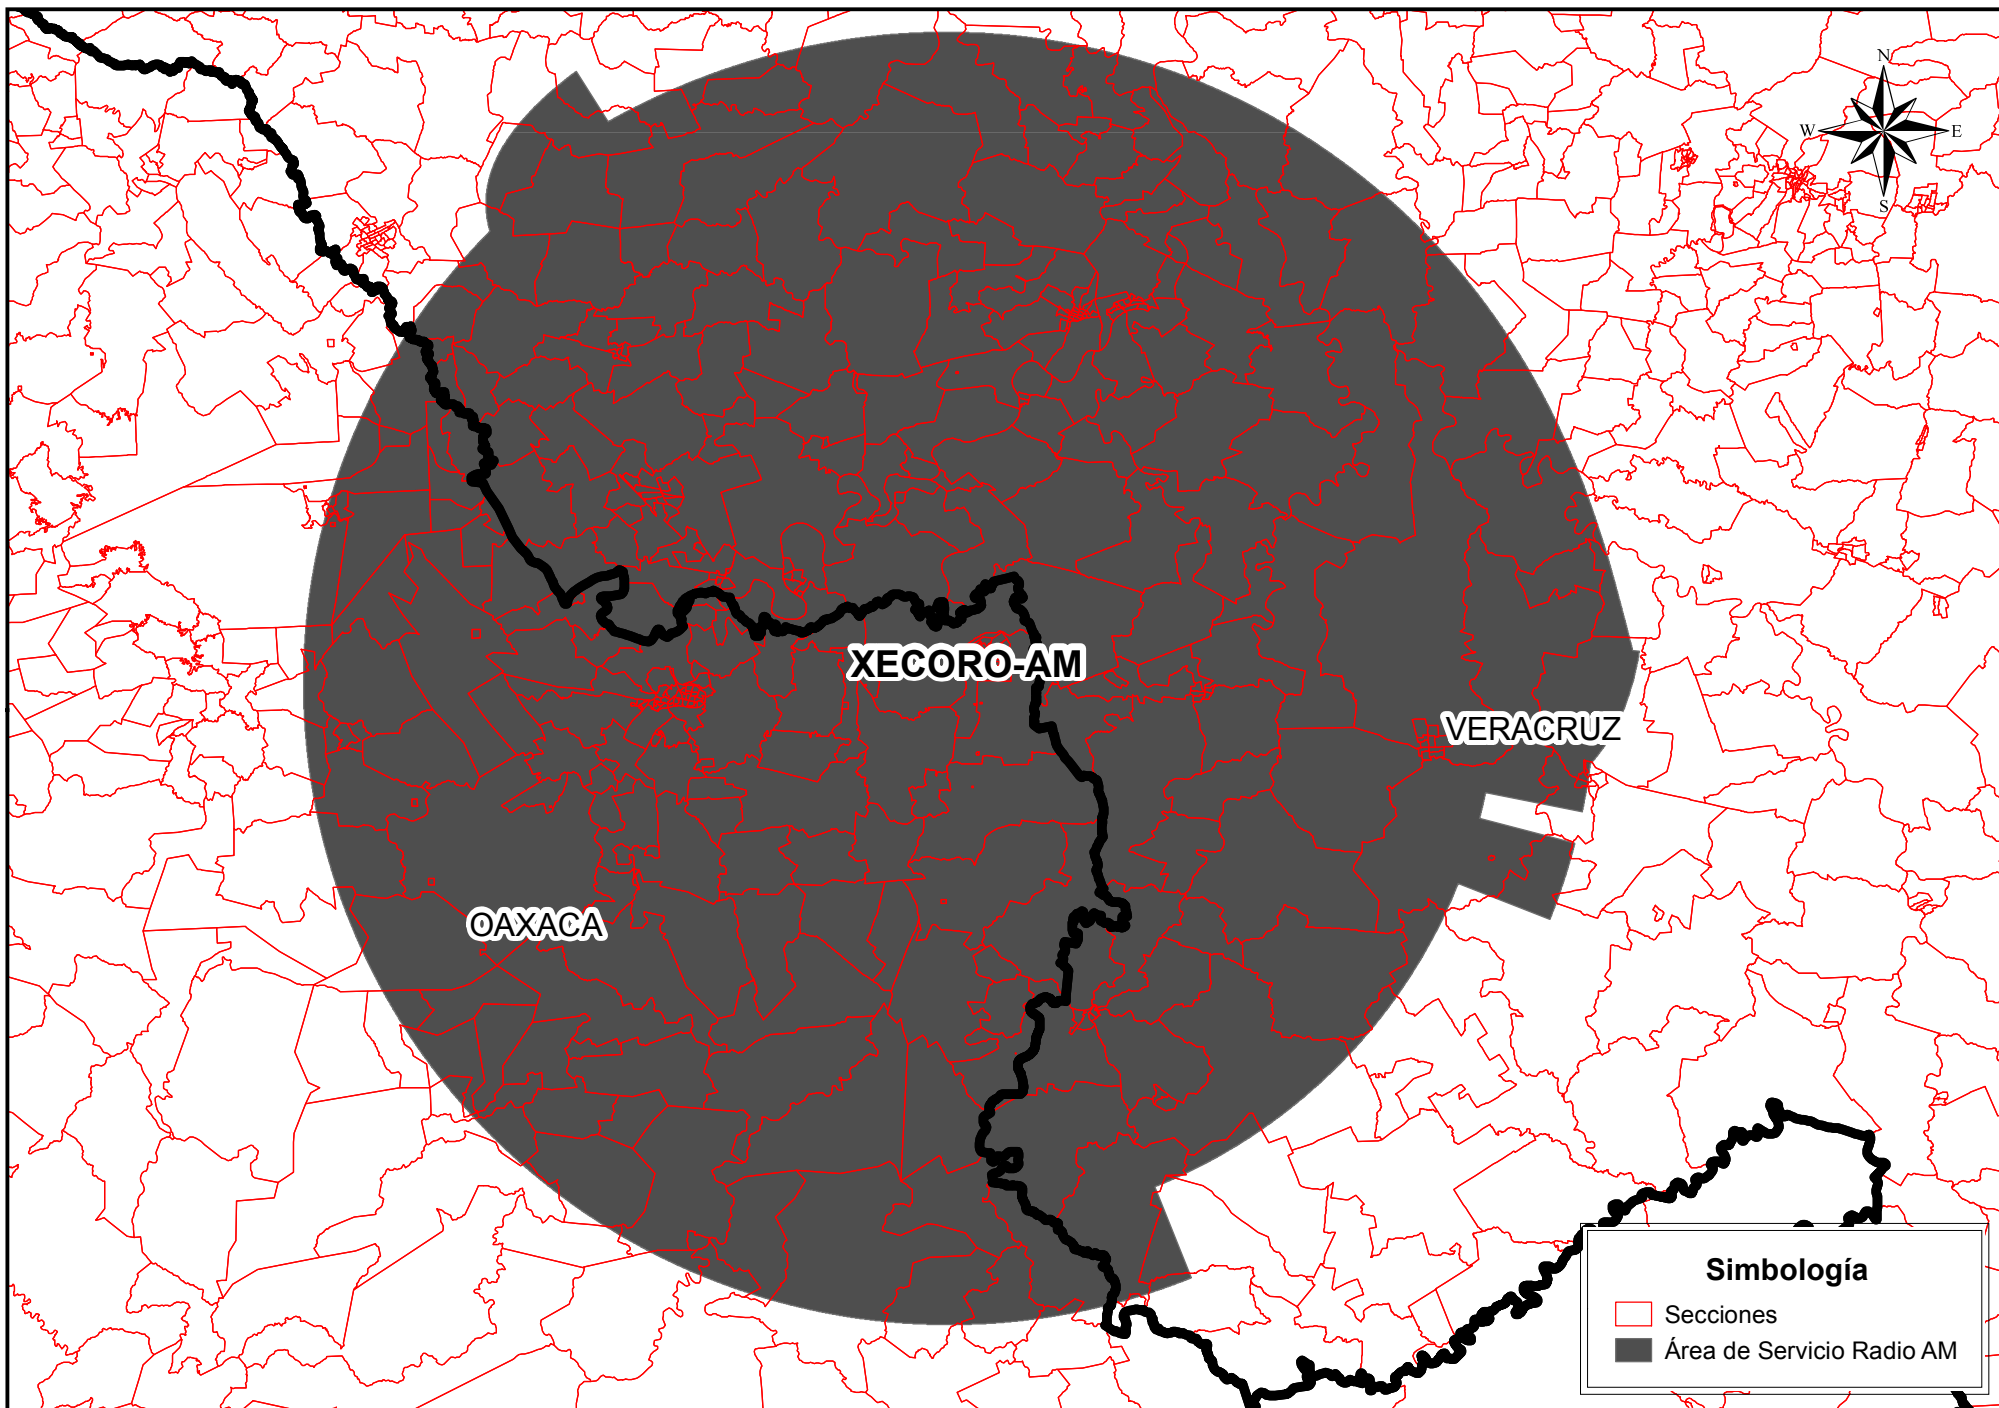 N
W E
S
XECORO-AM
VERACRUZ
OAXACA
Simbología
Secciones
Área de Servicio Radio AM